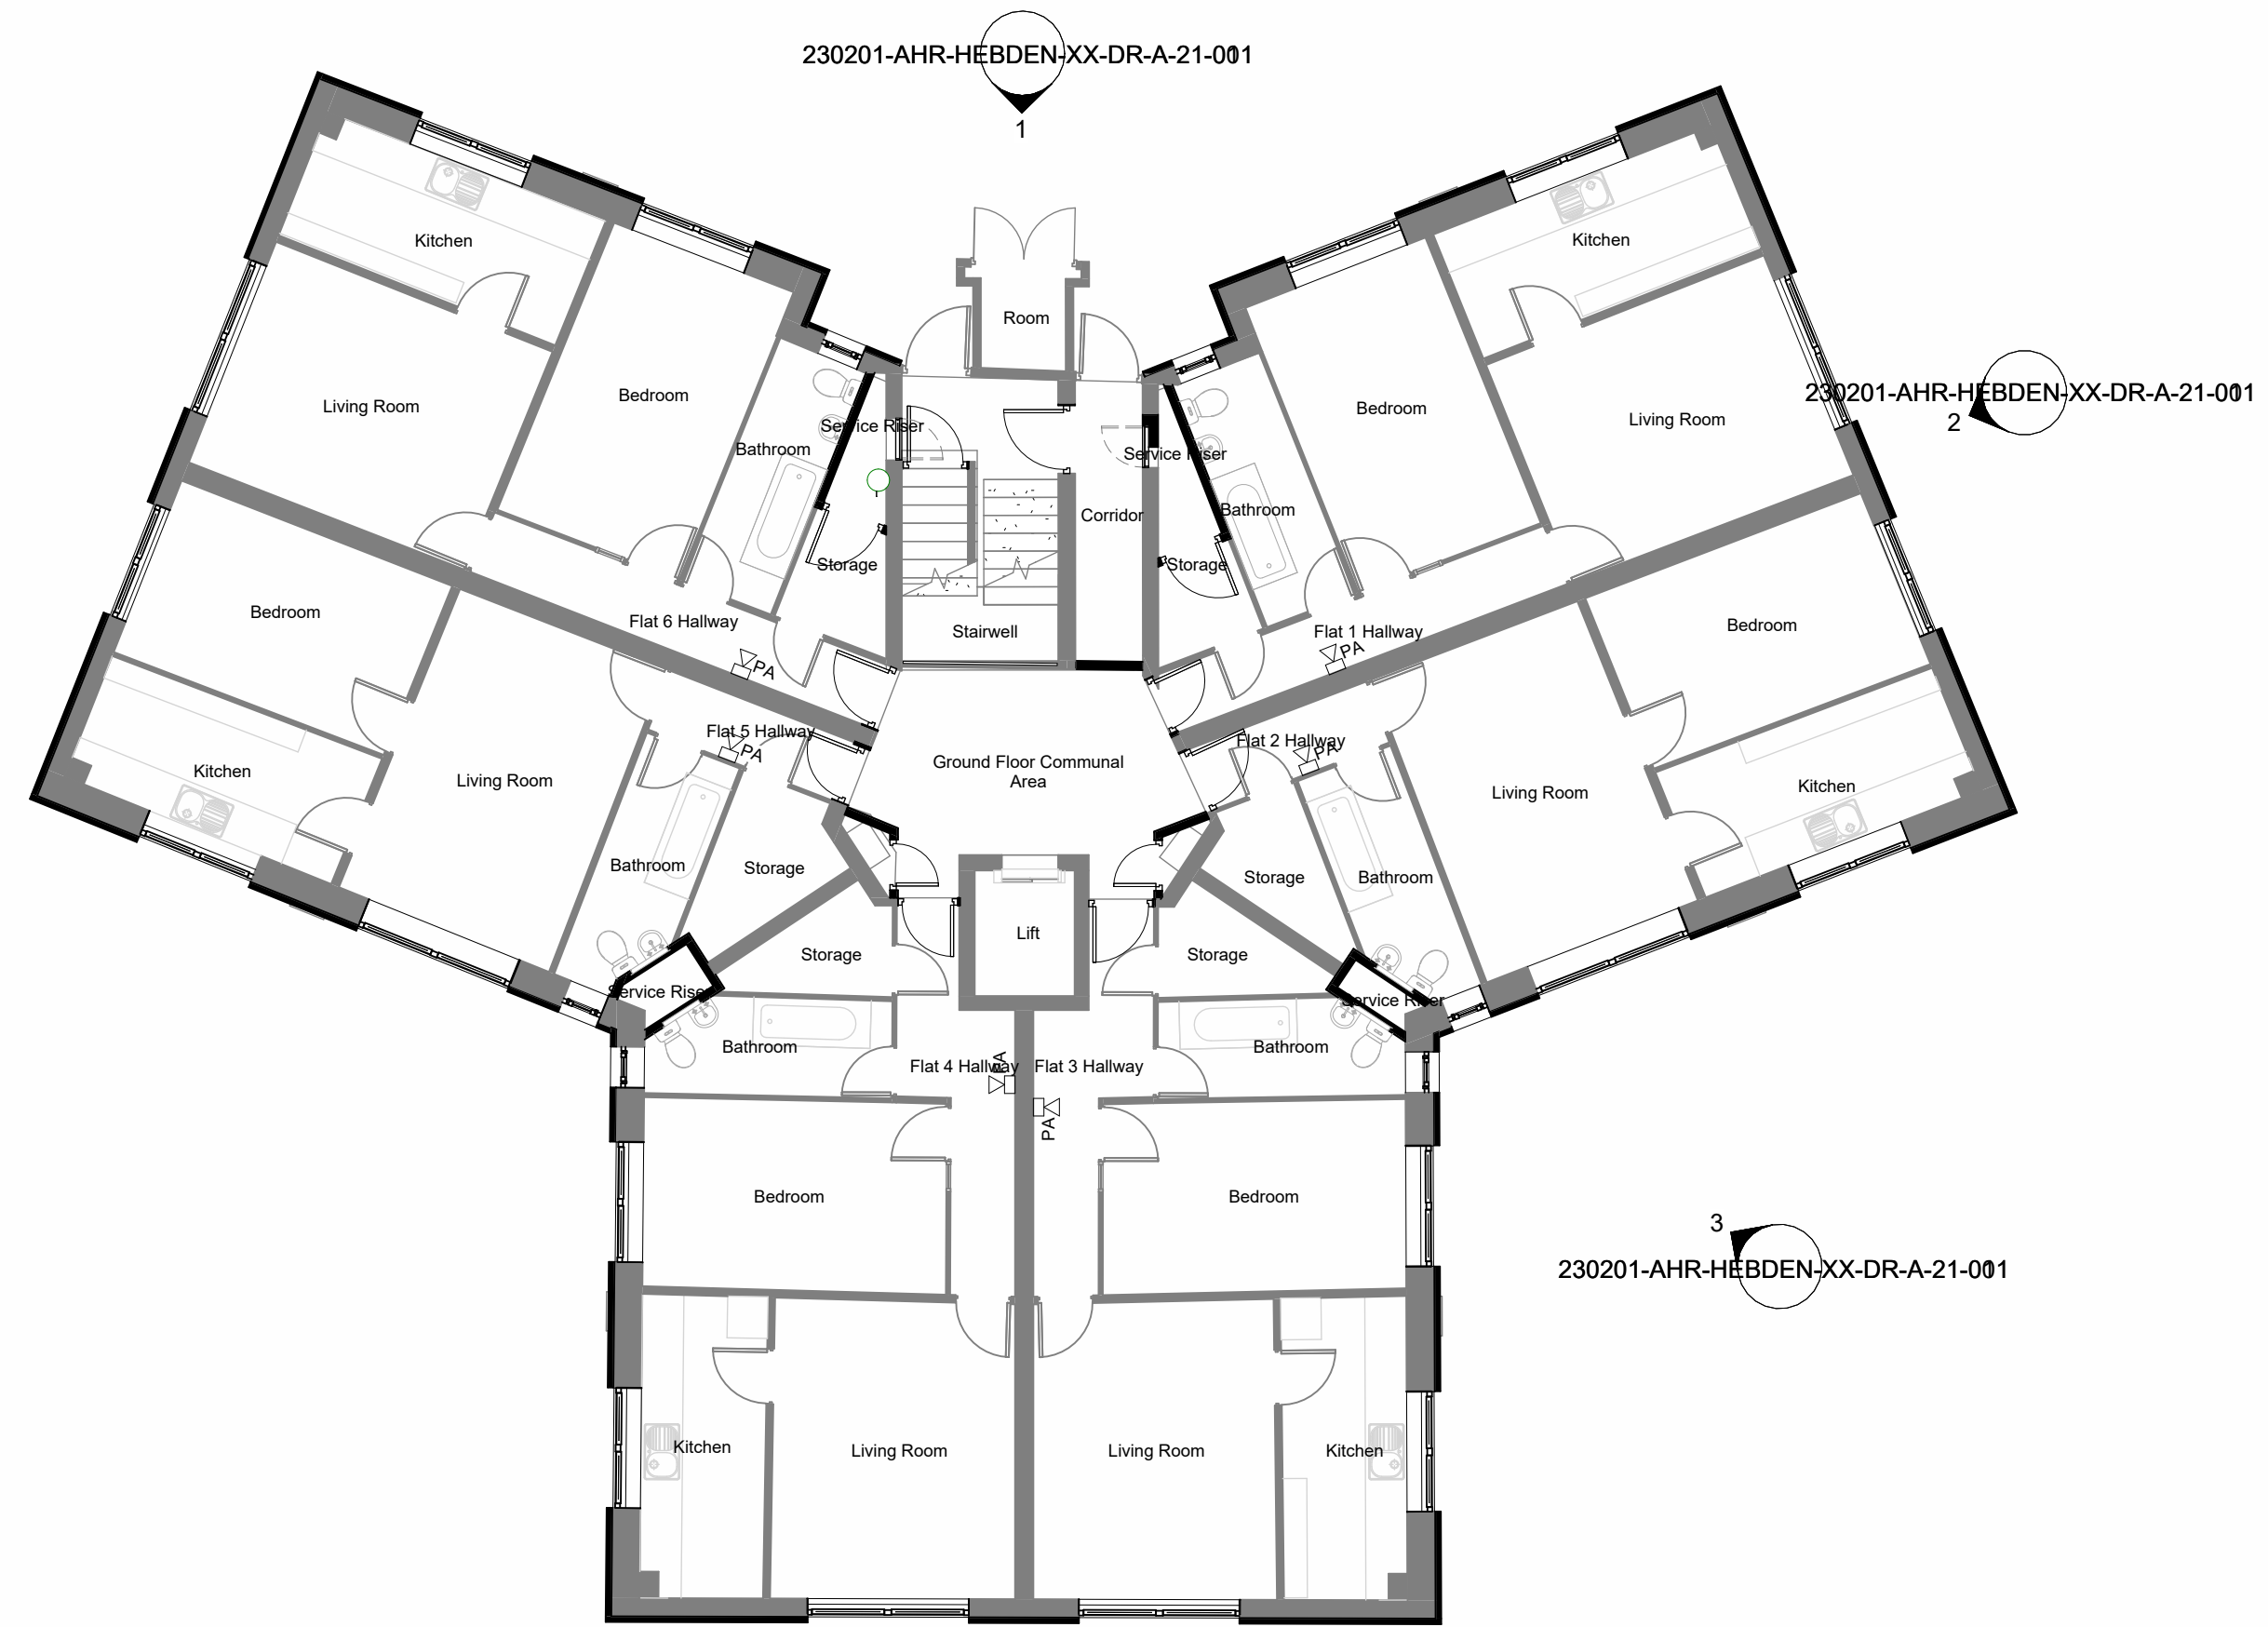 230201-AHR-HEBDEN-XX-DR-A-21-001
1
Kitchen
Kitchen
Room
Bedroom
Living Room
Bedroom
Living Room
230201-AHR-HEBDEN-XX-DR-A-21-001
2
Service Riser
Bathroom
Service Riser
Bathroom
Corridor
Storage
Storage
Bedroom
Flat 6 Hallway
Stairwell
Flat 1 Hallway
Bedroom
PA
PA
Flat 5 Hallway
PA
Flat 2 Hallway
PA
Kitchen
Living Room
Ground Floor Communal
Area
Living Room
Kitchen
Bathroom
Storage
Storage
Bathroom
Lift
Storage
Storage
Service Riser
Service Riser
Bathroom
Flat 4 Hallway
PA
Flat 3 Hallway
Bathroom
PA
Bedroom
Bedroom
3
230201-AHR-HEBDEN-XX-DR-A-21-001
Kitchen
Living Room
Living Room
Kitchen